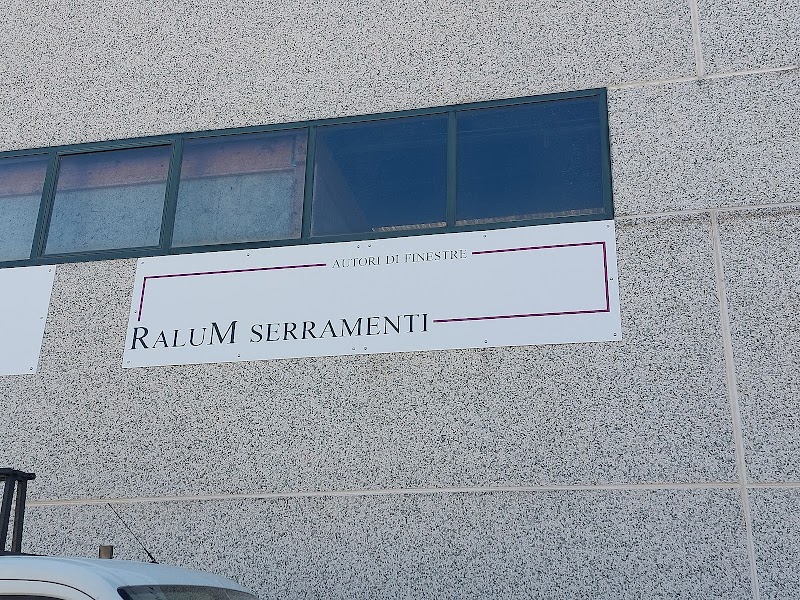 AUTORI DI FINESTRE
RALUM SERRAMENTI